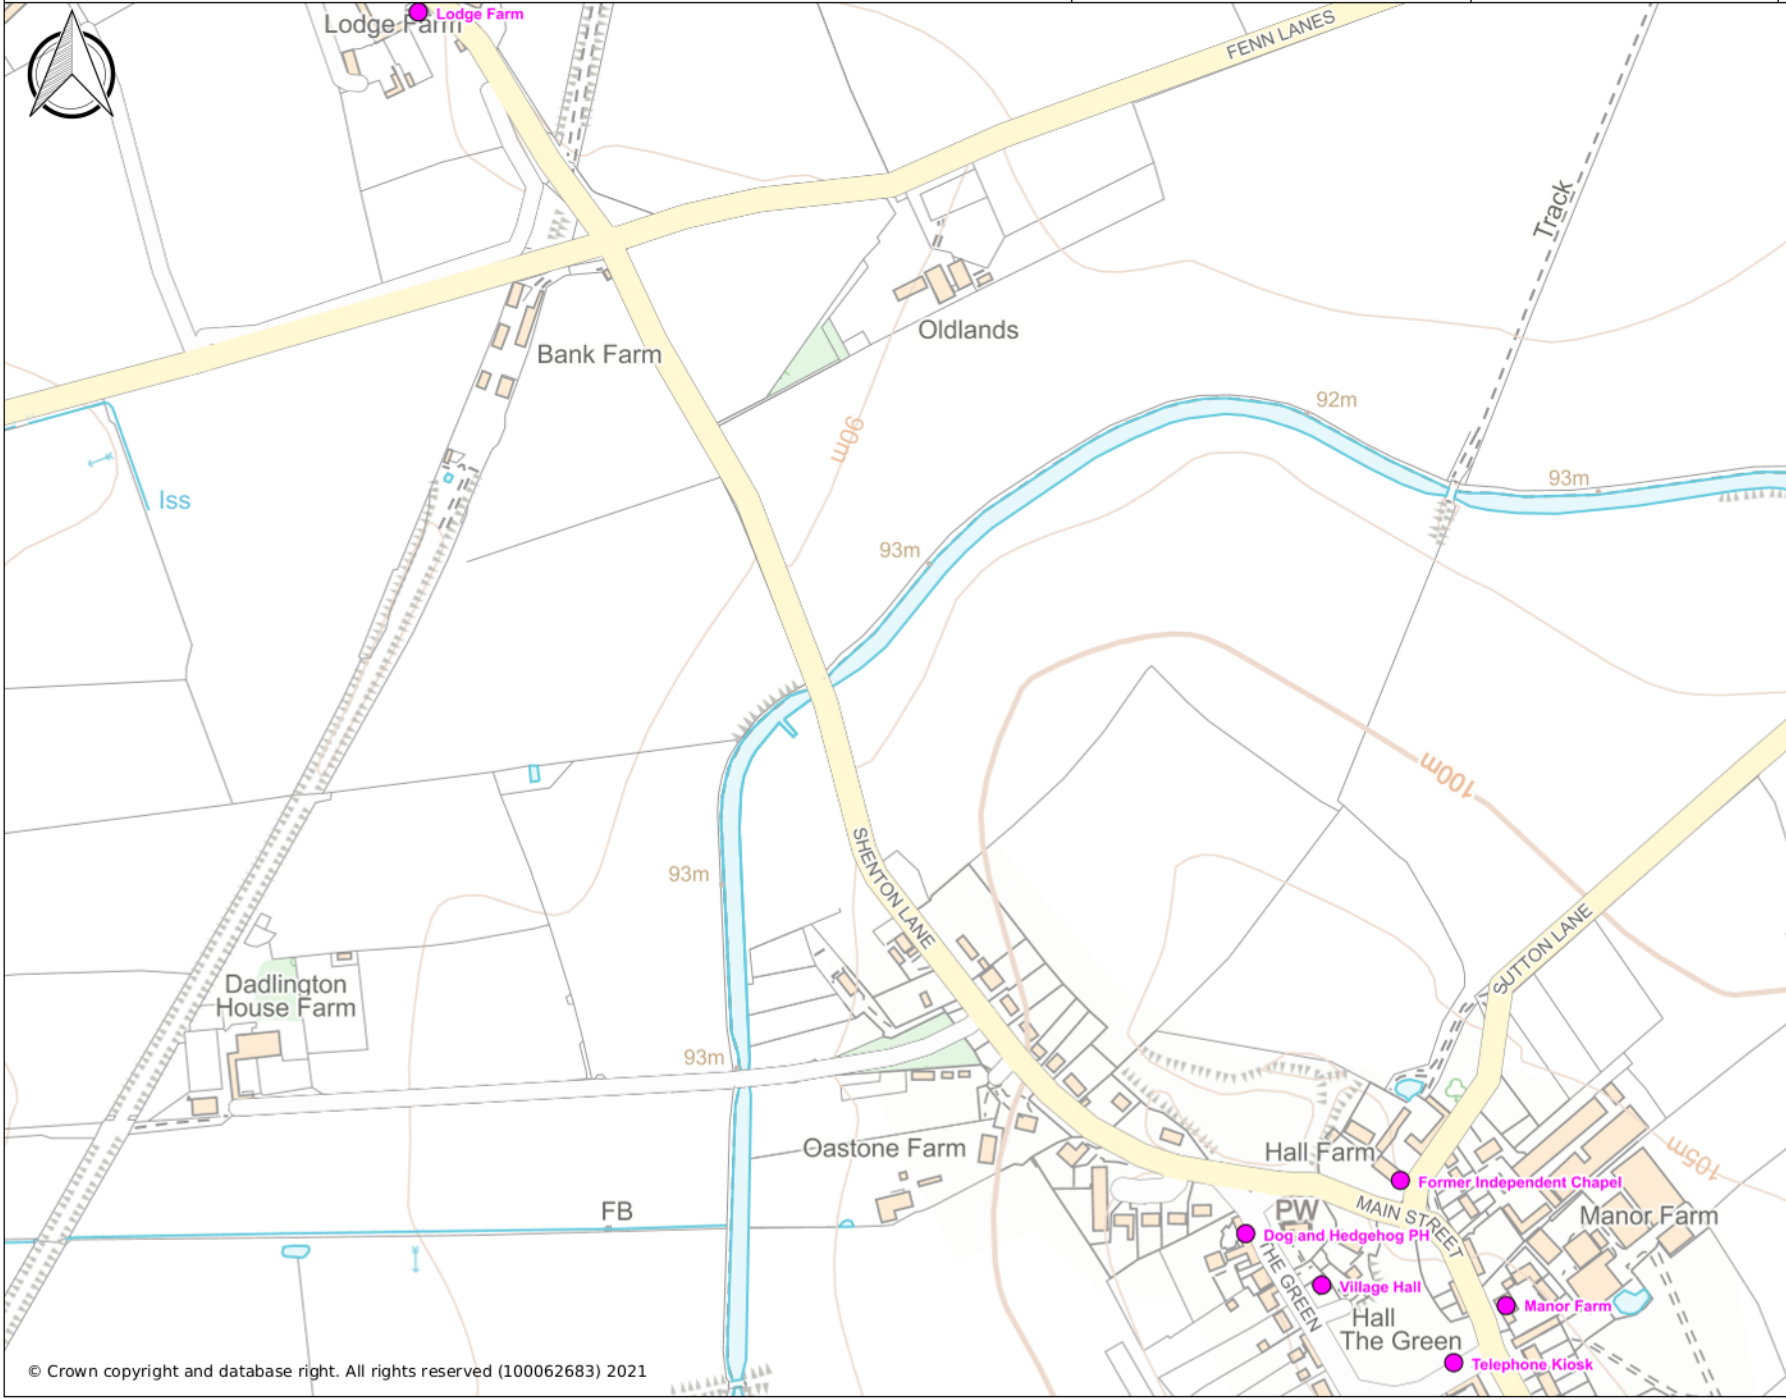 Lodge Farm
Lodge Farm
FENN LANES
Track
Oldlands
Bank Farm
92m
90m
93m
Iss
93m
100m
SHENTON LANE
93m
SUTTON LANE
Dadlington
House Farm
93m
Oastone Farm
Hall Farm
105m
Former Independent Chapel
FB
PW
MAIN STREET
Manor Farm
Dog and Hedgehog PH
THE GREEN
Village Hall
Manor Farm
Hall
The Green
Telephone Kiosk
© Crown copyright and database right. All rights reserved (100062683) 2021